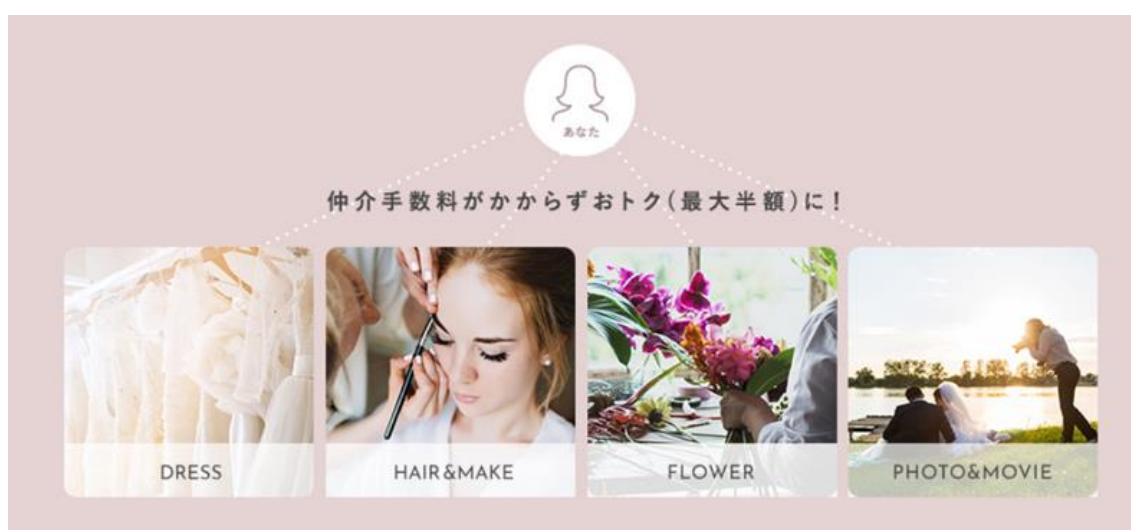 あなた
仲介手数料がかからずおトク(最大半額)に！
DRESS
HAIR&MAKE
FLOWER
PHOTO&MOVIE